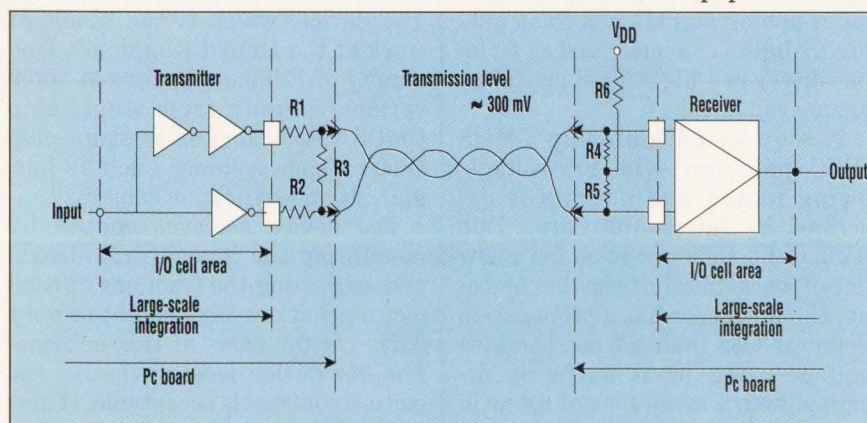 Transmitter
Transmission level
≈ 300 mV
VDD
R6
Receiver
R1
R2
R3
R4
R5
Input
Output
I/O cell area
I/O cell area
Large-scale
integration
Large-scale
integration
Pc board
Pc board